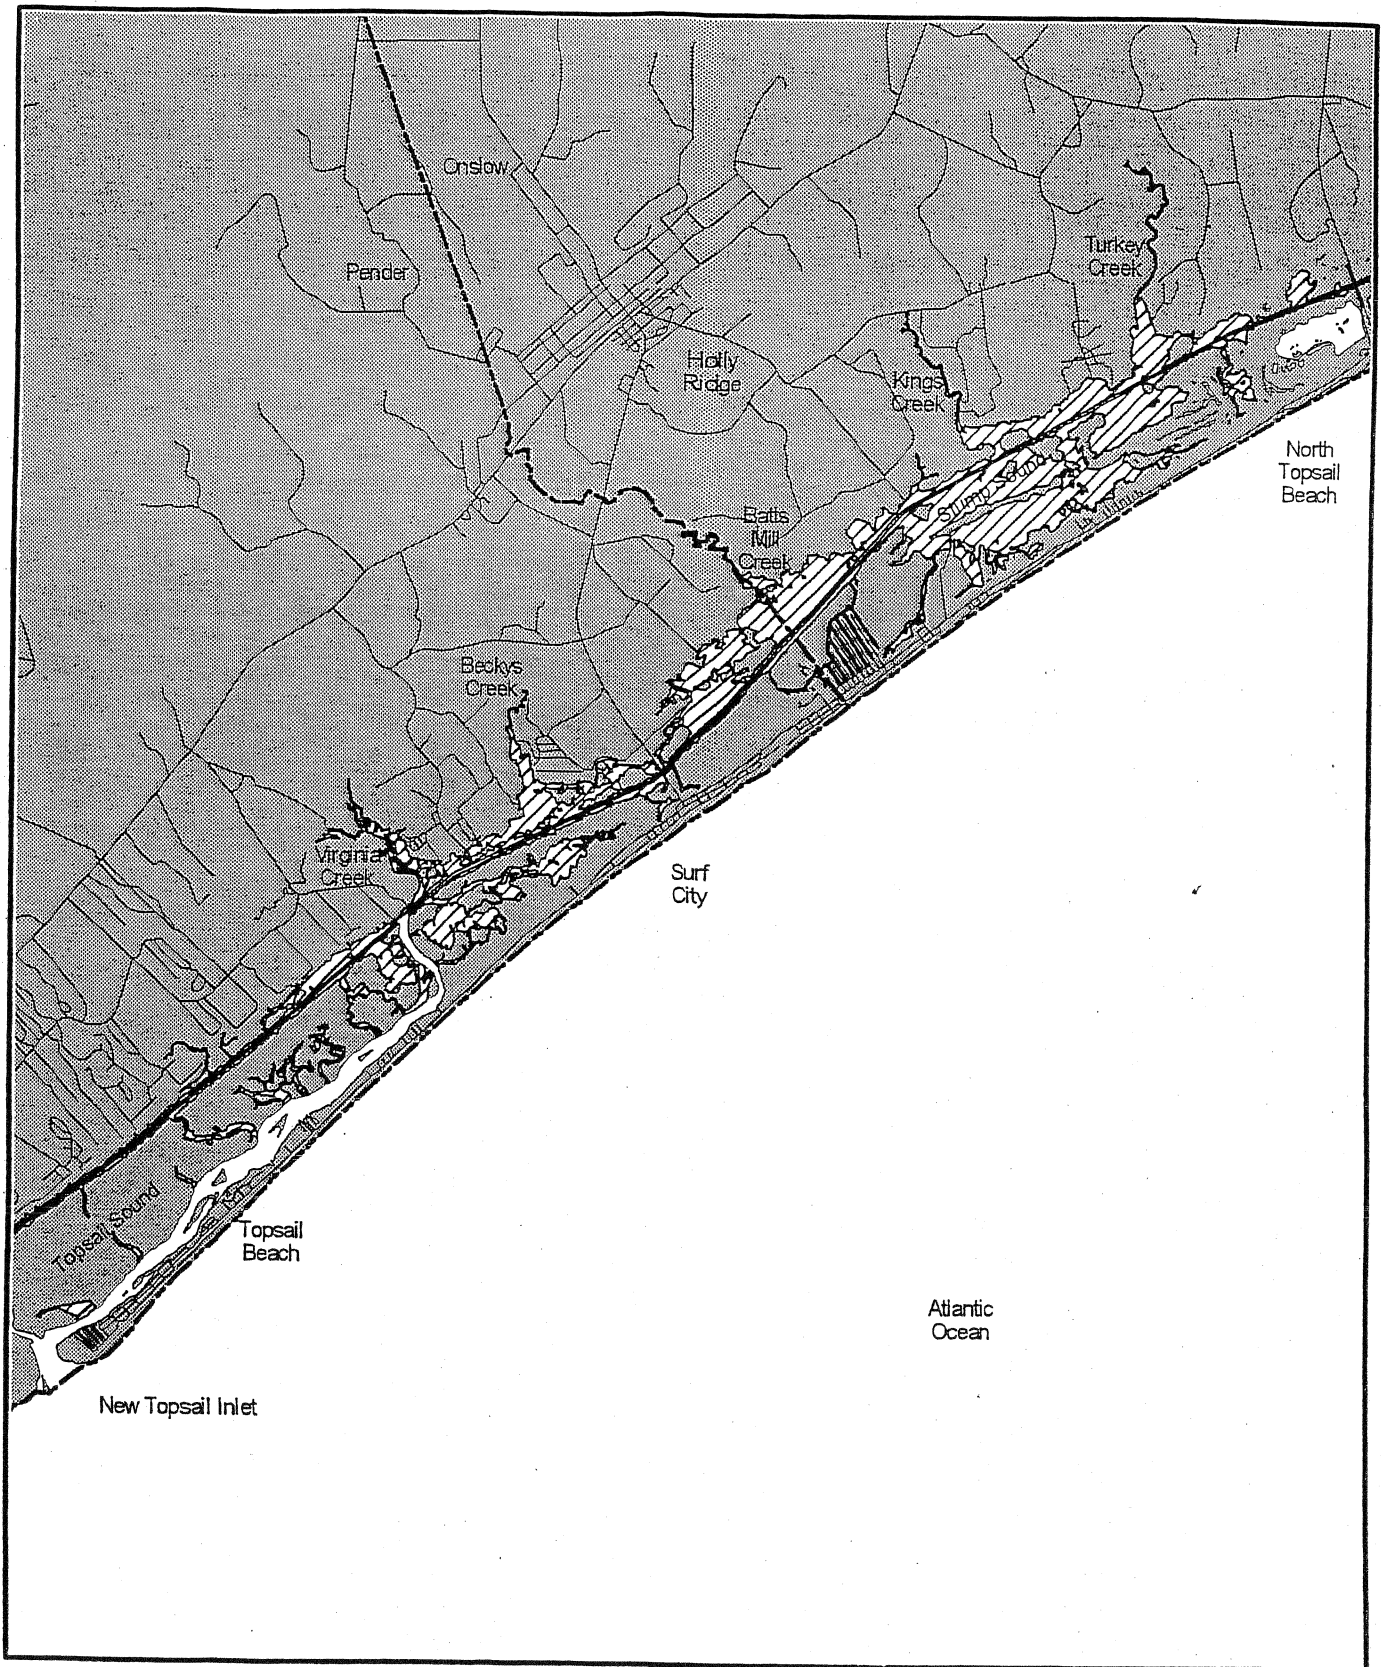 Onslow
Pender
Turkey
Creek
Holly
Ridge
Kings
Creek
North
Topsail
Beach
Stump Sound
Batts
Mill
Creek
Beckys
Creek
Virginia
Creek
Surf
City
Topsail Sound
Topsail
Beach
Atlantic
Ocean
New Topsail Inlet